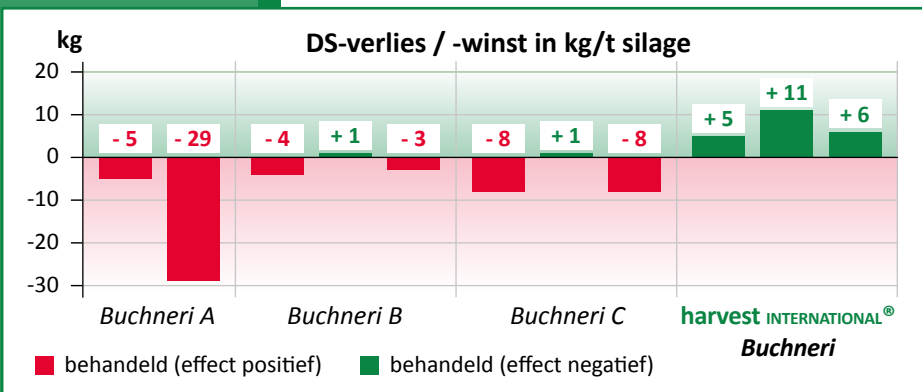 kg
DS-verlies / -winst in kg/t silage
20
10
0
-10
-20
-30
- 5
- 29
- 4
+ 1
- 3
- 8
+ 1
- 8
+ 5
+ 11
+ 6
Buchneri A
Buchneri B
Buchneri C
harvest INTERNATIONAL®
Buchneri
behandeld (effect positief)
behandeld (effect negatief)